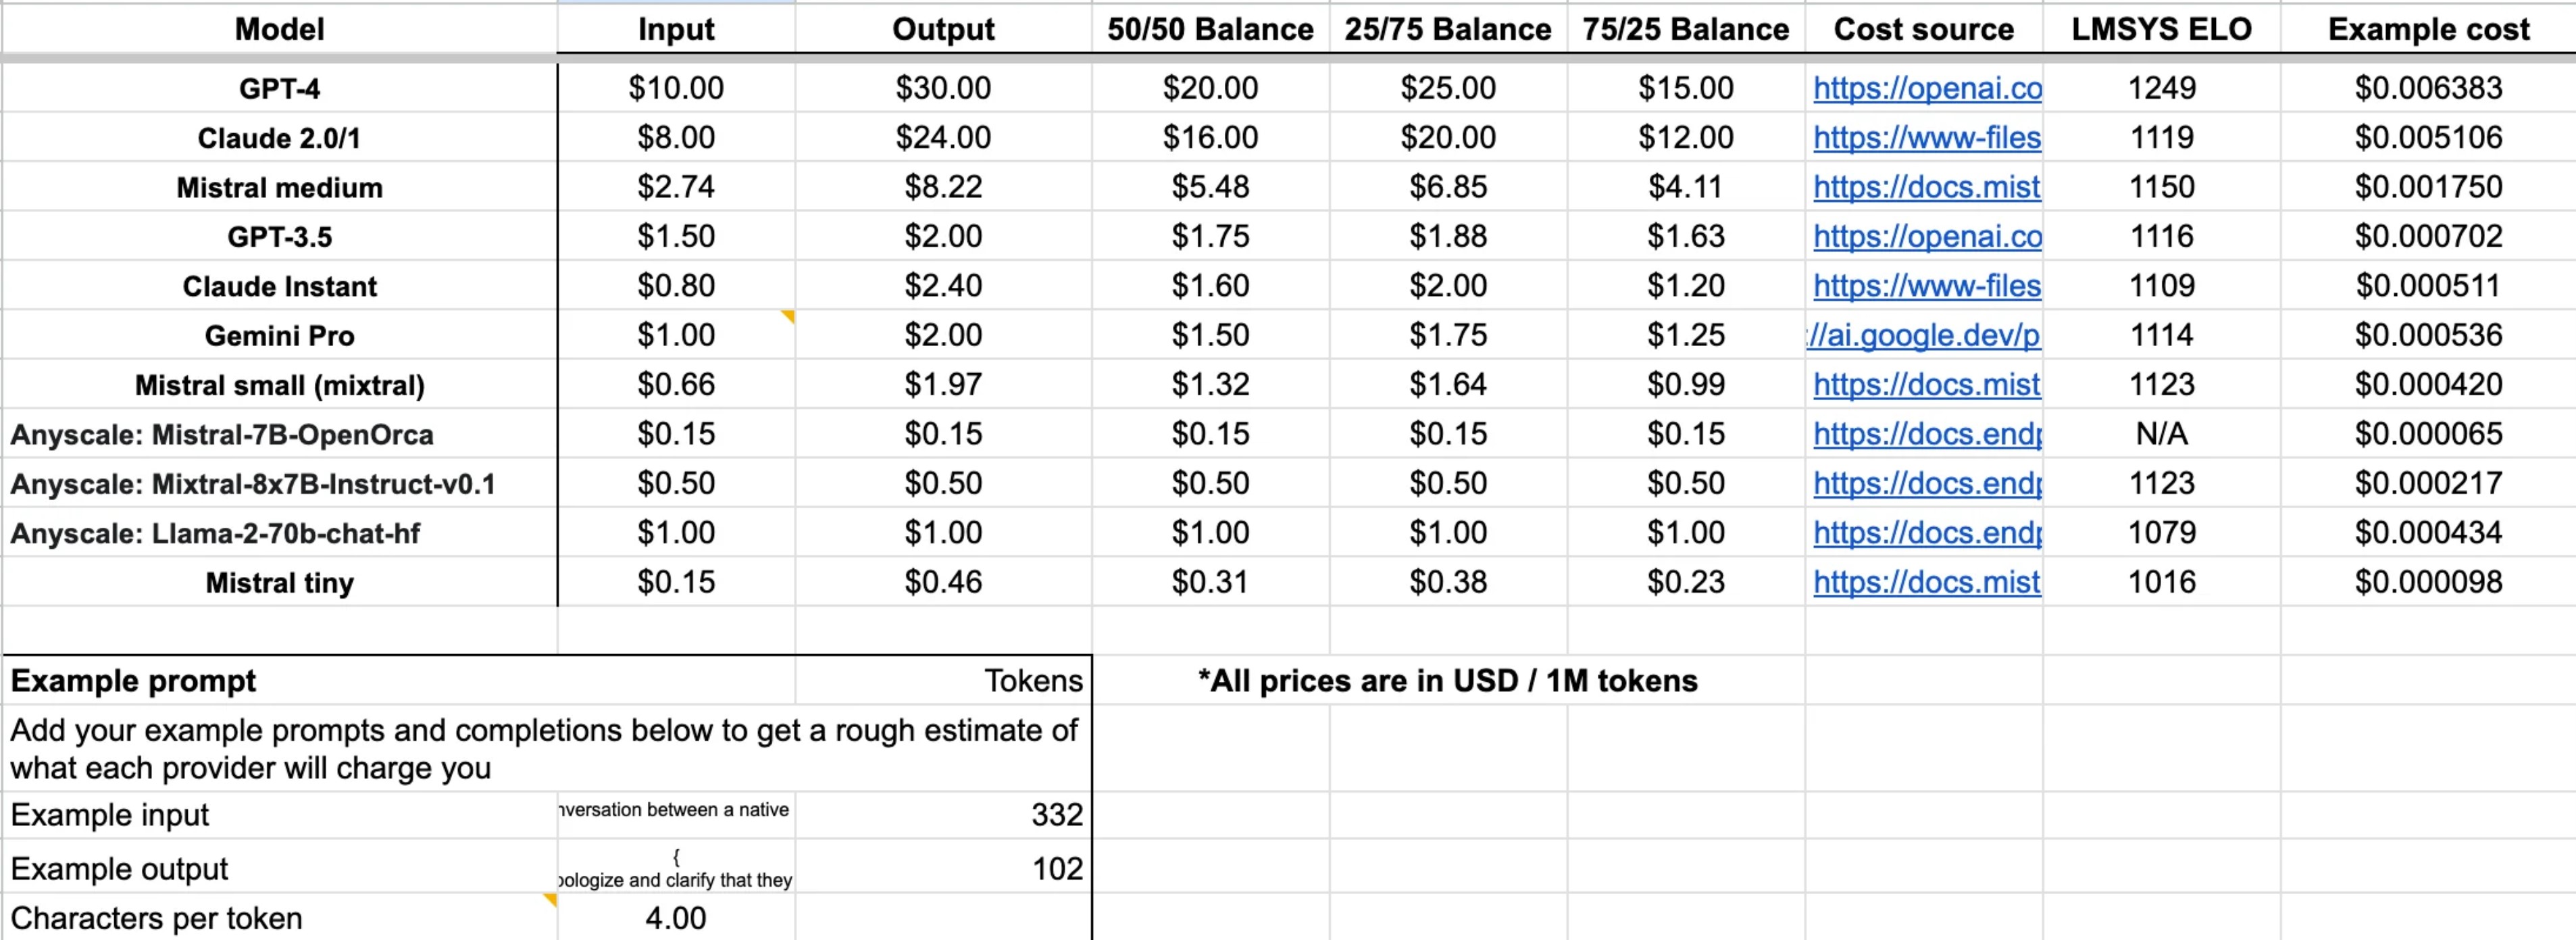 Model Input Output 50/50 Balance 25/75 Balance 75/25 Balance Cost source LMSYS ELO Example cost
GPT-4 $10.00 $30.00 $20.00 $25.00 $15.00 https://openai.co 1249 $0.006383
Claude 2.0/1 $8.00 $24.00 $16.00 $20.00 $12.00 https://www-files 1119 $0.005106
Mistral medium $2.74 $8.22 $5.48 $6.85 $4.11 https://docs.mist 1150 $0.001750
GPT-3.5 $1.50 $2.00 $1.75 $1.88 $1.63 https://openai.co 1116 $0.000702
Claude Instant $0.80 $2.40 $1.60 $2.00 $1.20 https://www-files 1109 $0.000511
Gemini Pro $1.00 $2.00 $1.50 $1.75 $1.25 ://ai.google.dev/p 1114 $0.000536
Mistral small (mixtral) $0.66 $1.97 $1.32 $1.64 $0.99 https://docs.mist 1123 $0.000420
Anyscale: Mistral-7B-OpenOrca $0.15 $0.15 $0.15 $0.15 $0.15 https://docs.endp N/A $0.000065
Anyscale: Mixtral-8x7B-Instruct-v0.1 $0.50 $0.50 $0.50 $0.50 $0.50 https://docs.endp 1123 $0.000217
Anyscale: Llama-2-70b-chat-hf $1.00 $1.00 $1.00 $1.00 $1.00 https://docs.endp 1079 $0.000434
Mistral tiny $0.15 $0.46 $0.31 $0.38 $0.23 https://docs.mist 1016 $0.000098
Example prompt Tokens *All prices are in USD / 1M tokens
Add your example prompts and completions below to get a rough estimate of
what each provider will charge you
Example input nversation between a native 332
Example output { 102
pologize and clarify that they
Characters per token 4.00